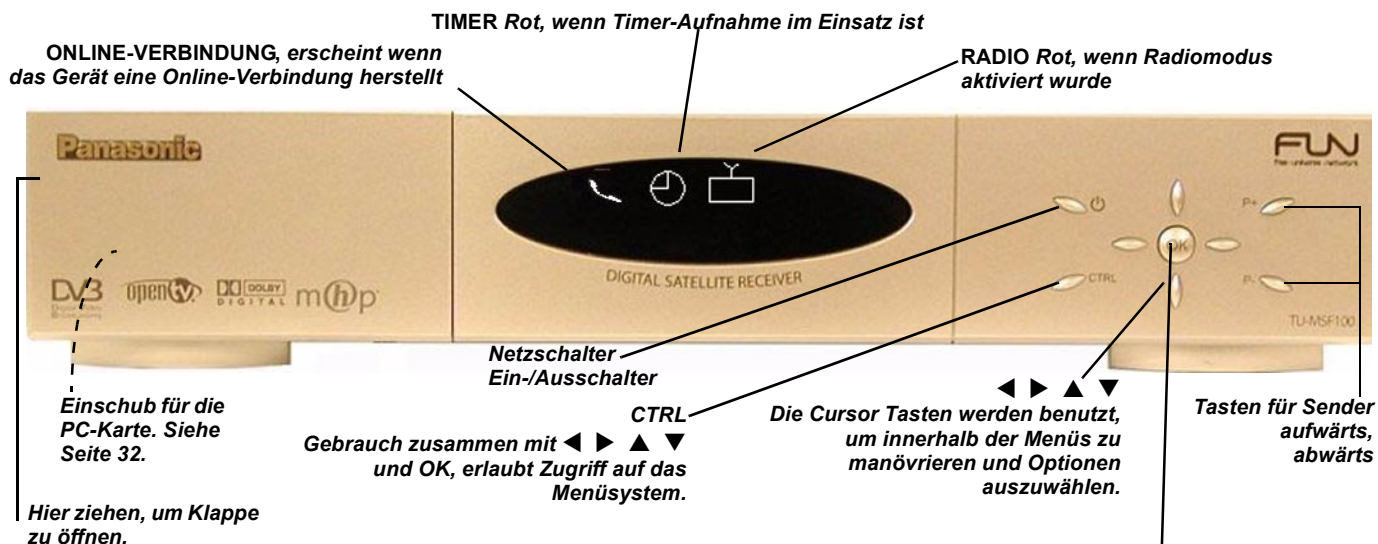 TIMER Rot, wenn Timer-Aufnahme im Einsatz ist
ONLINE-VERBINDUNG, erscheint wenn
das Gerät eine Online-Verbindung herstellt
RADIO Rot, wenn Radiomodus
aktiviert wurde
Panasonic
FUN
free universe network
P+
OK
CTRL
P-
DIGITAL SATELLITE RECEIVER
DVB
opentv
DOLBY
DIGITAL
mhp
TU-MSF100
Netzschalter
Ein-/Ausschalter
Einschub für die
PC-Karte. Siehe
Seite 32.
CTRL
Gebrauch zusammen mit ◀ ▶ ▲ ▼
und OK, erlaubt Zugriff auf das
Menüsystem.
◀ ▶ ▲ ▼
Die Cursor Tasten werden benutzt,
um innerhalb der Menüs zu
manövrieren und Optionen
auszuwählen.
Tasten für Sender
aufwärts,
abwärts
Hier ziehen, um Klappe
zu öffnen.